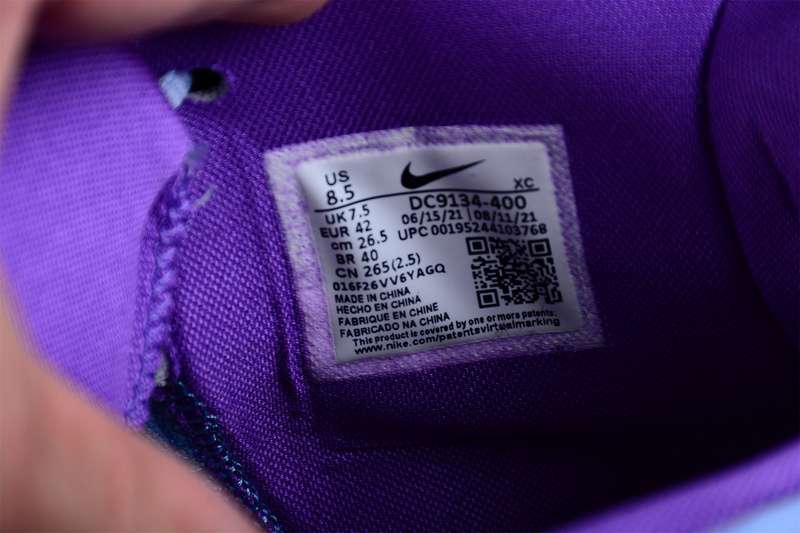 US
8.5
XC
UK 7.5
DC9134-400
EUR 42
06/15/21 | 08/11/21
cm 26.5
UPC 00195244103768
BR 40
CN 265(2.5)
016F26VV6YAGQ
MADE IN CHINA
HECHO EN CHINA
FABRIQUE EN CHINE
FABRICADO NA CHINA
This product is covered by one or more patents:
www.nike.com/patentsvirtualmarking